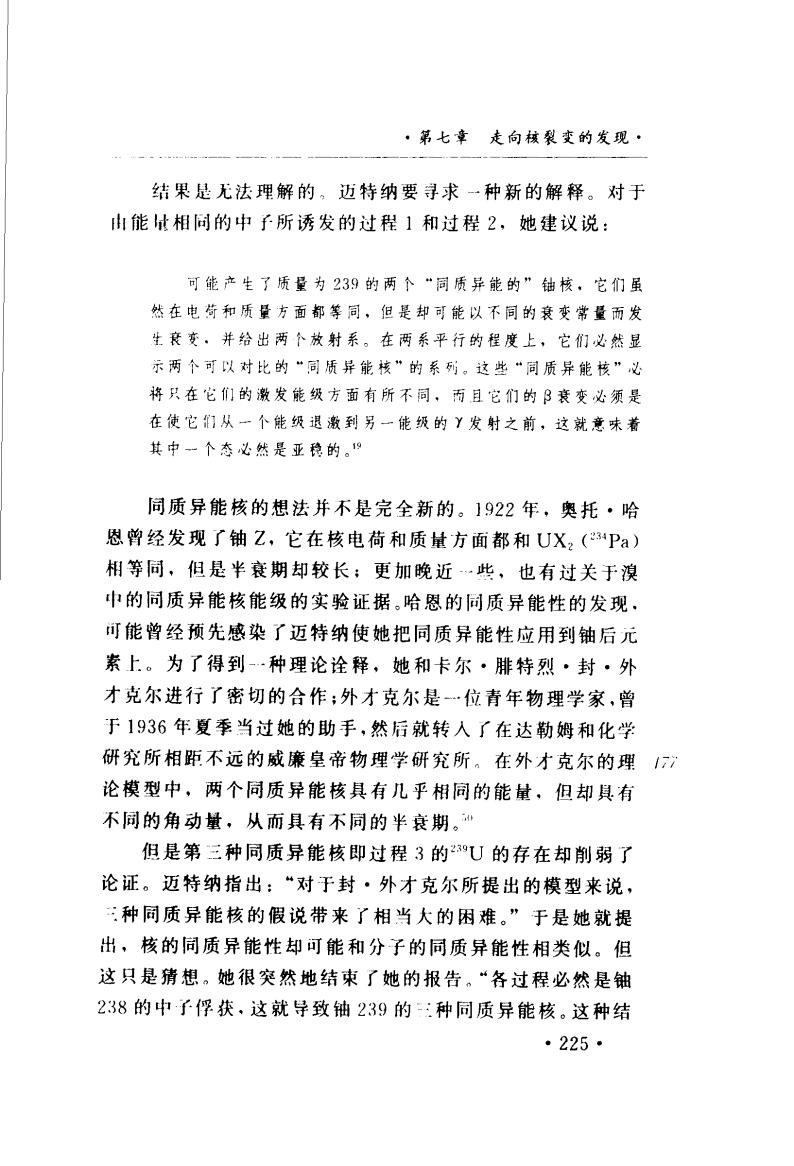 ·第七章 走向核裂变的发现·
结果是无法理解的。迈特纳要寻求一种新的解释。对于
由能量相同的中子所诱发的过程1和过程2，她建议说：
可能产生了质量为239的两个“同质异能的”铀核，它们虽
然在电荷和质量方面都等同，但是却可能以不同的衰变常量而发
生衰变，并给出两个放射系。在两系平行的程度上，它们必然显
示两个可以对比的“同质异能核”的系列。这些“同质异能核”必
将只在它们的激发能级方面有所不同，而且它们的β衰变必须是
在使它们从一个能级退激到另一能级的γ发射之前，这就意味着
其中一个态必然是亚稳的。¹⁹
同质异能核的想法并不是完全新的。1922年，奥托·哈
恩曾经发现了铀Z，它在核电荷和质量方面都和UX₂（²³⁴Pa）
相等同，但是半衰期却较长；更加晚近一些，也有过关于溴
中的同质异能核能级的实验证据。哈恩的同质异能性的发现，
可能曾经预先感染了迈特纳使她把同质异能性应用到铀后元
素上。为了得到一种理论诠释，她和卡尔·腓特烈·封·外
才克尔进行了密切的合作；外才克尔是一位青年物理学家，曾
于1936年夏季当过她的助手，然后就转入了在达勒姆和化学
研究所相距不远的威廉皇帝物理学研究所。在外才克尔的理 177
论模型中，两个同质异能核具有几乎相同的能量，但却具有
不同的角动量，从而具有不同的半衰期。⁵⁰
但是第三种同质异能核即过程3的²³⁹U的存在却削弱了
论证。迈特纳指出：“对于封·外才克尔所提出的模型来说，
三种同质异能核的假说带来了相当大的困难。”于是她就提
出，核的同质异能性却可能和分子的同质异能性相类似。但
这只是猜想。她很突然地结束了她的报告。“各过程必然是铀
238的中子俘获，这就导致铀239的三种同质异能核。这种结
·225·